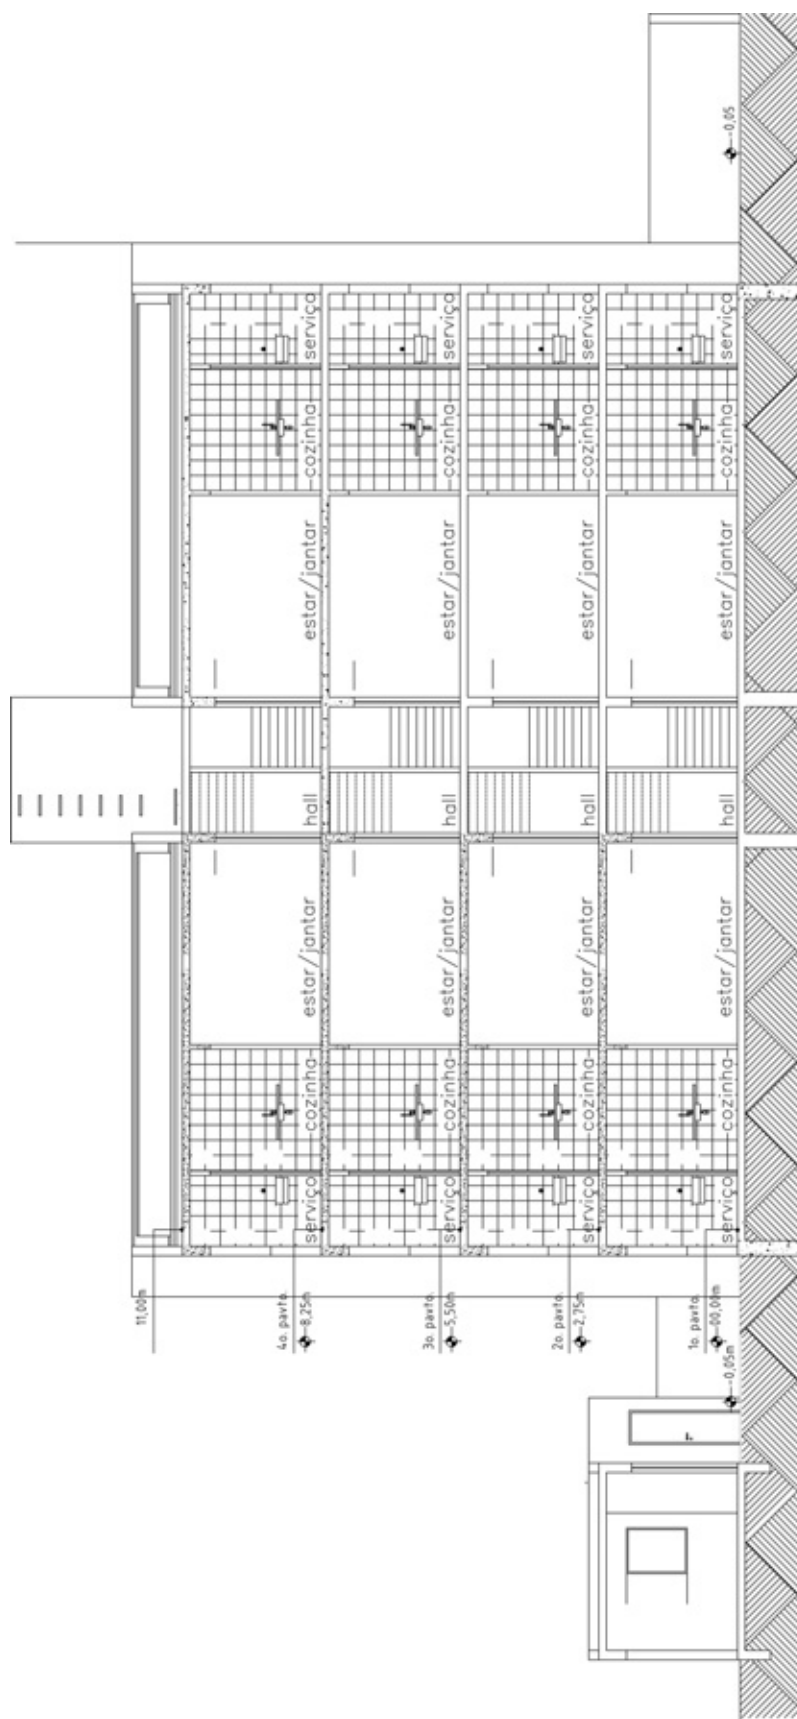 11,00m
4o. pavto.
8,25m
serviço cozinha estar/jantar hall estar/jantar cozinha serviço
3o. pavto.
5,50m
serviço cozinha estar/jantar hall estar/jantar cozinha serviço
2o. pavto.
2,75m
serviço cozinha estar/jantar hall estar/jantar cozinha serviço
1o. pavto.
00,00m
serviço cozinha estar/jantar hall estar/jantar cozinha serviço
-0,05m
-0,05